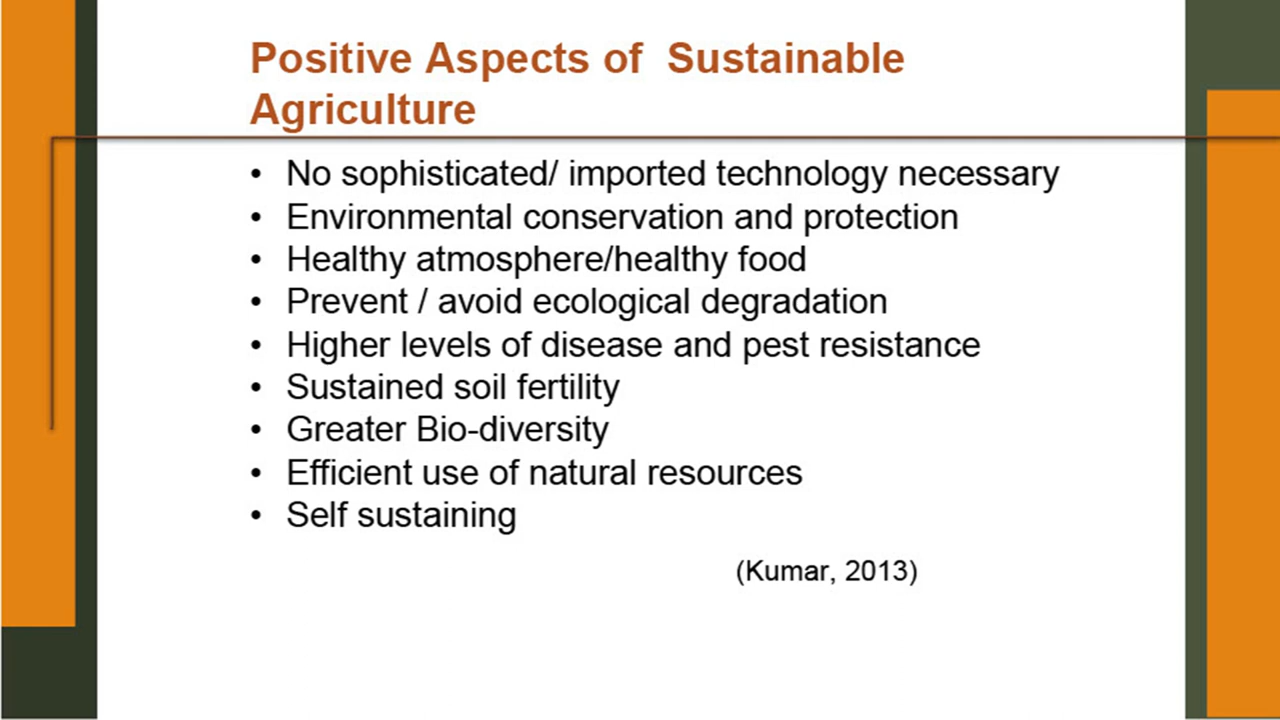 Positive Aspects of  Sustainable
Agriculture
• No sophisticated/ imported technology necessary
• Environmental conservation and protection
• Healthy atmosphere/healthy food
• Prevent / avoid ecological degradation
• Higher levels of disease and pest resistance
• Sustained soil fertility
• Greater Bio-diversity
• Efficient use of natural resources
• Self sustaining
(Kumar, 2013)